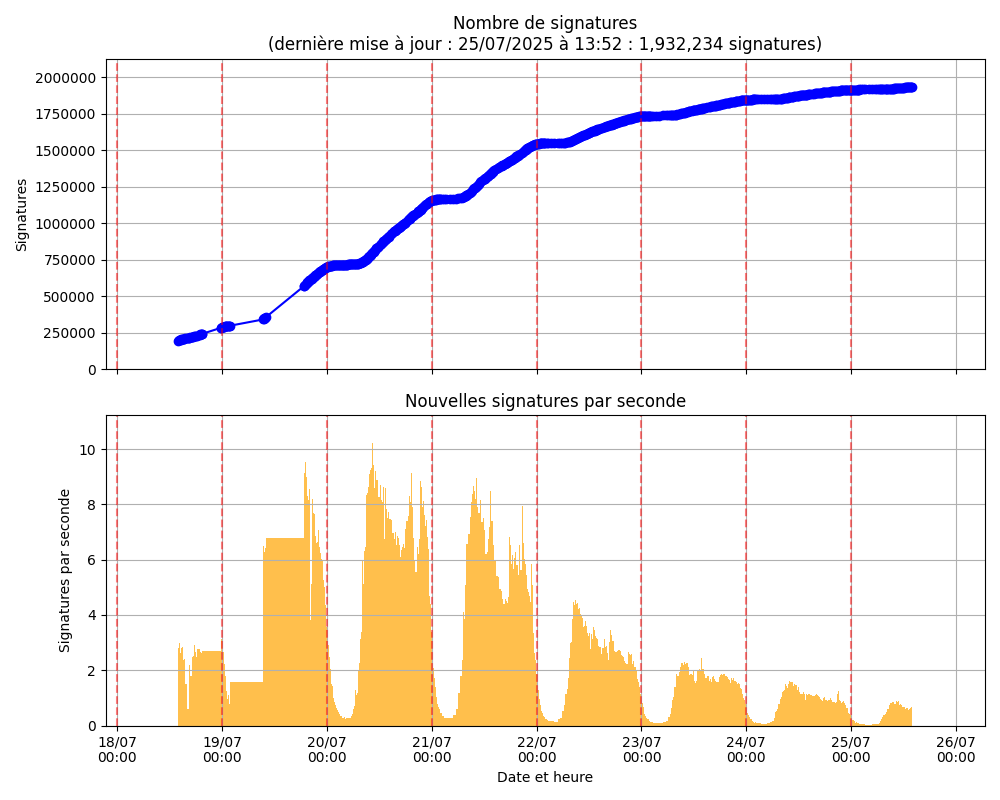 Nombre de signatures
(dernière mise à jour : 25/07/2025 à 13:52 : 1,932,234 signatures)
Signatures
2000000
1750000
1500000
1250000
1000000
750000
500000
250000
0
Nouvelles signatures par seconde
Signatures par seconde
10
8
6
4
2
0
18/07 19/07 20/07 21/07 22/07 23/07 24/07 25/07 26/07
00:00 00:00 00:00 00:00 00:00 00:00 00:00 00:00 00:00
Date et heure